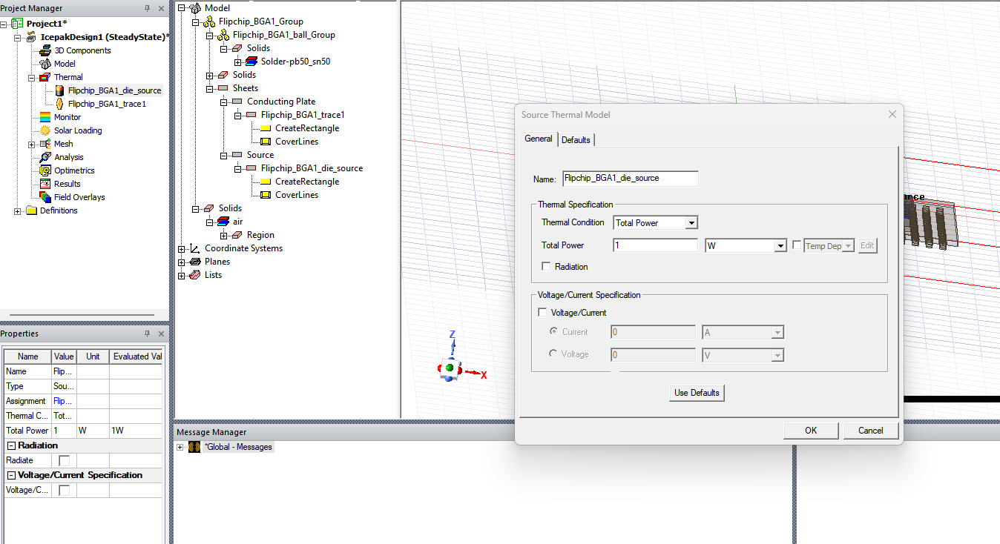 Project Manager
Project1*
IcepakDesign1 (SteadyState)*
3D Components
Model
Thermal
Flipchip_BGA1_die_source
Flipchip_BGA1_trace1
Monitor
Solar Loading
Mesh
Analysis
Optimetrics
Results
Field Overlays
Definitions
Properties
Name Value Unit Evaluated Val
Name Flip...
Type Sou...
Assignment Flip...
Thermal C... Tot...
Total Power 1 W 1W
Radiation
Radiate
Voltage/Current Specification
Voltage/C...
Model
Flipchip_BGA1_Group
Flipchip_BGA1_ball_Group
Solids
Solder-pb50_sn50
Solids
Sheets
Conducting Plate
Flipchip_BGA1_trace1
CreateRectangle
CoverLines
Source
Flipchip_BGA1_die_source
CreateRectangle
CoverLines
Solids
air
Region
Coordinate Systems
Planes
Lists
Z
X
Source Thermal Model
General Defaults
Name: Flipchip_BGA1_die_source
Thermal Specification
Thermal Condition Total Power
Total Power 1 W Temp Dep Edit
Radiation
Voltage/Current Specification
Voltage/Current
Current 0 A
Voltage 0 V
Use Defaults
OK Cancel
Message Manager
*Global - Messages